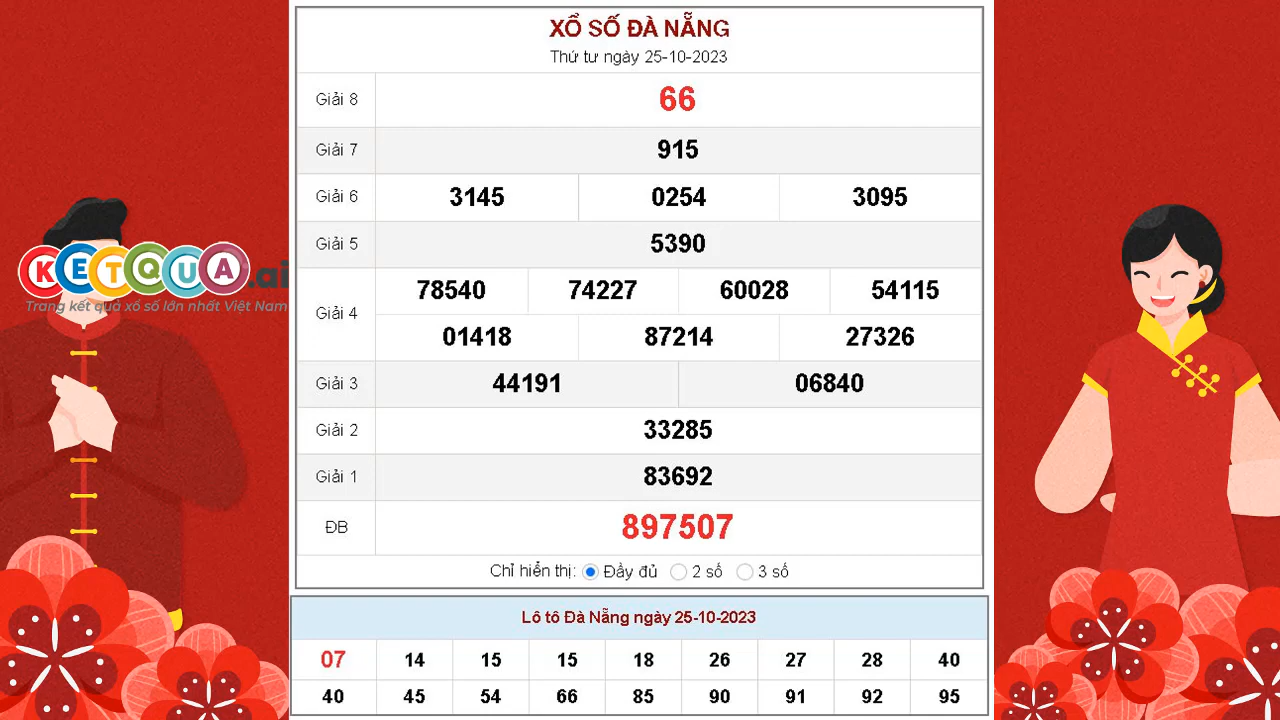 XỔ SỐ ĐÀ NẴNG
Thứ tư ngày 25-10-2023
Giải 8 66
Giải 7 915
Giải 6 3145 0254 3095
Giải 5 5390
Giải 4 78540 74227 60028 54115
01418 87214 27326
Giải 3 44191 06840
Giải 2 33285
Giải 1 83692
ĐB 897507
Chỉ hiển thị: Đầy đủ 2 số 3 số
Lô tô Đà Nẵng ngày 25-10-2023
07 14 15 15 18 26 27 28 40
40 45 54 66 85 90 91 92 95
KETQUA.ai
Trang kết quả xổ số lớn nhất Việt Nam